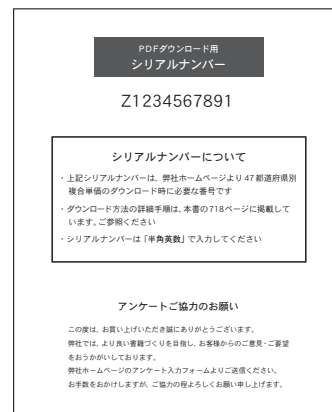 PDFダウンロード用
シリアルナンバー
Z1234567891
シリアルナンバーについて
・上記シリアルナンバーは、弊社ホームページより47都道府県別
複合単価のダウンロード時に必要な番号です
・ダウンロード方法の詳細手順は、本書の718ページに掲載して
います。ご参照ください
・シリアルナンバーは「半角英数」で入力してください
アンケートご協力のお願い
この度は、お買い上げいただき誠にありがとうございます。
弊社では、より良い書籍づくりを目指し、お客様からのご意見・ご要望
をおうかがいしております。
弊社ホームページのアンケート入力フォームよりご送信ください。
お手数をおかけしますが、ご協力の程よろしくお願い申し上げます。